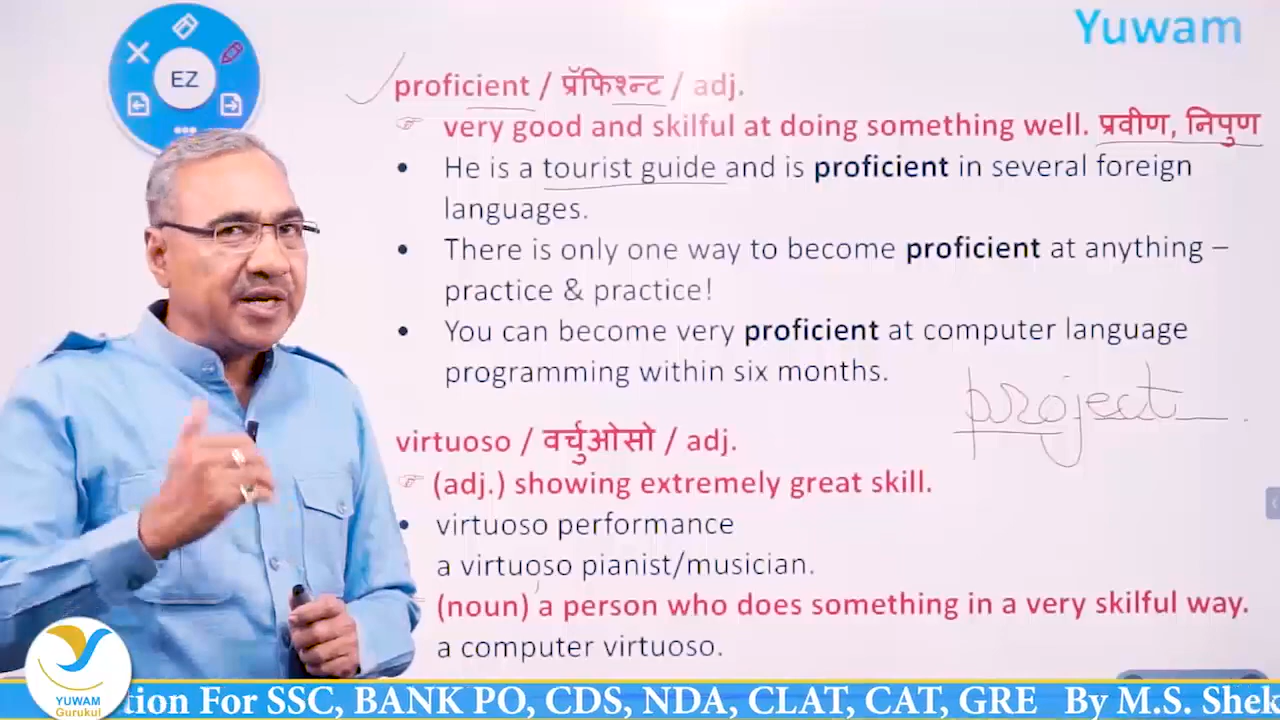 Yuwam
EZ
proficient / प्रॉफिश्न्ट / adj.
very good and skilful at doing something well. प्रवीण, निपुण
• He is a tourist guide and is proficient in several foreign
languages.
• There is only one way to become proficient at anything –
practice & practice!
• You can become very proficient at computer language
programming within six months.
project
virtuoso / वर्चुओसो / adj.
(adj.) showing extremely great skill.
• virtuoso performance
a virtuoso pianist/musician.
(noun) a person who does something in a very skilful way.
a computer virtuoso.
YUWAM
Gurukul
tion For SSC, BANK PO, CDS, NDA, CLAT, CAT, GRE By M.S. Shek